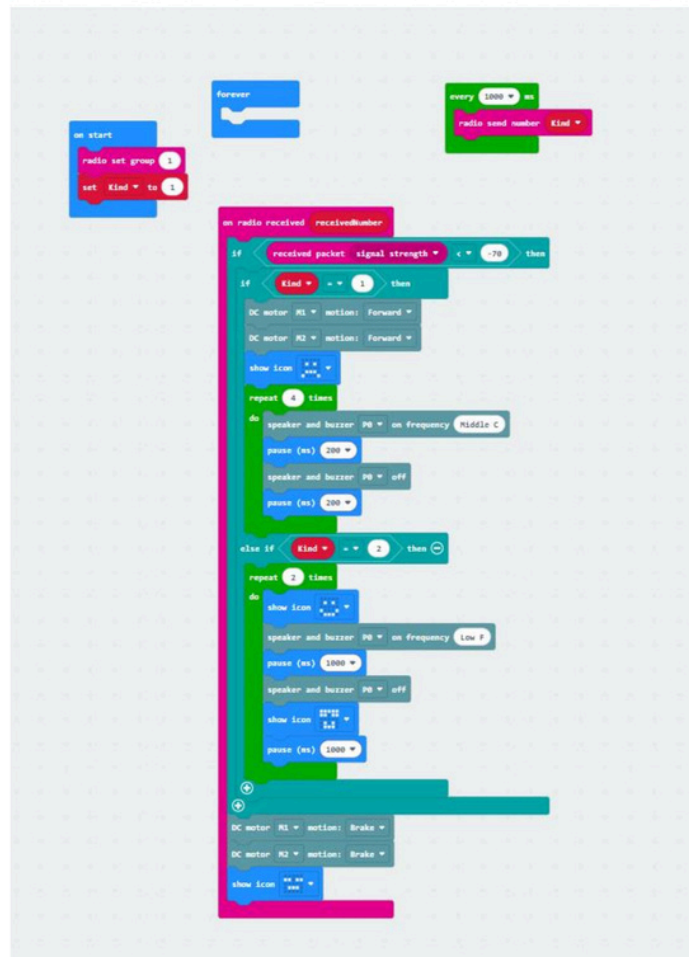 forever
every 1000 ms
radio send number Kind
on start
radio set group 1
set Kind to 1
on radio received receivedNumber
if received packet signal strength < -70 then
if Kind = 1 then
DC motor M1 motion: Forward
DC motor M2 motion: Forward
show icon
repeat 4 times
do
speaker and buzzer P0 on frequency Middle C
pause (ms) 200
speaker and buzzer P0 off
pause (ms) 200
else if Kind = 2 then
repeat 2 times
do
show icon
speaker and buzzer P0 on frequency Low F
pause (ms) 1000
speaker and buzzer P0 off
show icon
pause (ms) 1000
DC motor M1 motion: Brake
DC motor M2 motion: Brake
show icon